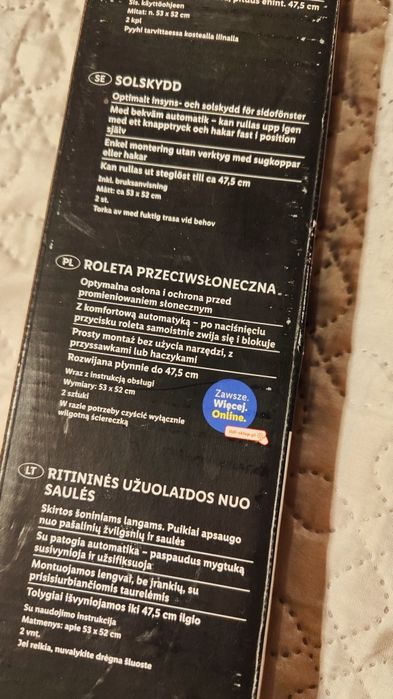 Sis. käyttöohjeen
Mitat: n. 53 x 52 cm
2 kpl
Pyyhi tarvittaessa kostealla liinalla
SE SOLSKYDD
Optimalt insyns- och solskydd för sidofönster
Med bekväm automatik – kan rullas upp igen
med ett knapptryck och hakar fast i position
själv
Enkel montering utan verktyg med sugkoppar
eller hakar
Kan rullas ut steglöst till ca 47,5 cm
Inkl. bruksanvisning
Mått: ca 53 x 52 cm
2 st.
Torka av med fuktig trasa vid behov
PL ROLETA PRZECIWSŁONECZNA
Optymalna osłona i ochrona przed
promieniowaniem słonecznym
Z komfortową automatyką – po naciśnięciu
przycisku roleta samoistnie zwija się i blokuje
Prosty montaż bez użycia narzędzi, z
przyssawkami lub haczykami
Rozwijana płynnie do 47,5 cm
Wraz z instrukcją obsługi
Wymiary: 53 x 52 cm
2 sztuki
W razie potrzeby czyścić wyłącznie
wilgotną ściereczką
Zawsze.
Więcej.
Online.
lidl-sklep.pl
LT RITININĖS UŽUOLAIDOS NUO
SAULĖS
Skirtos šoniniams langams. Puikiai apsaugo
nuo pašalinių žvilgsnių ir saulės
Su patogia automatika – paspaudus mygtuką
susivynioja ir užsifiksuoja
Montuojamos lengvai, be įrankių, su
prisisiurbiančiomis taurelėmis
Tolygiai išvyniojamos iki 47,5 cm ilgio
Su naudojimo instrukcija
Matmenys: apie 53 x 52 cm
2 vnt.
Jei reikia, nuvalykite drėgna šluoste